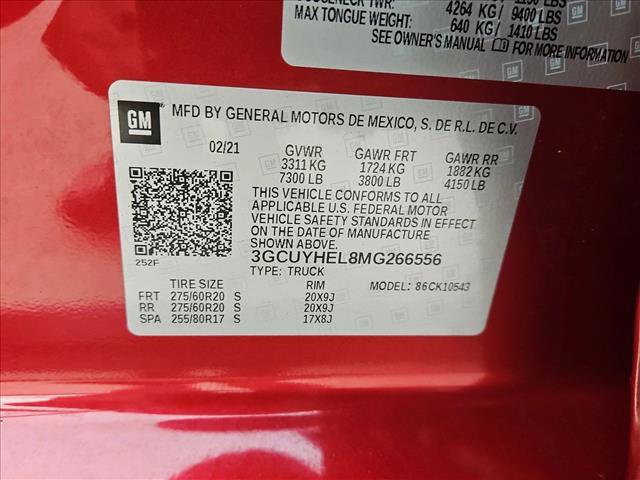 4264 KG / 9400 LBS
MAX TONGUE WEIGHT: 640 KG / 1410 LBS
SEE OWNER'S MANUAL FOR MORE INFORMATION
GM MFD BY GENERAL MOTORS DE MEXICO, S. DE R.L. DE C.V.
02/21 GVWR GAWR FRT GAWR RR
3311 KG 1724 KG 1882 KG
7300 LB 3800 LB 4150 LB
THIS VEHICLE CONFORMS TO ALL
APPLICABLE U.S. FEDERAL MOTOR
VEHICLE SAFETY STANDARDS IN EFFECT
ON THE DATE OF MANUFACTURE
SHOWN ABOVE.
252F 3GCUYHEL8MG266556
TYPE: TRUCK
TIRE SIZE RIM MODEL: 86CK10543
FRT 275/60R20 S 20X9J
RR 275/60R20 S 20X9J
SPA 255/80R17 S 17X8J